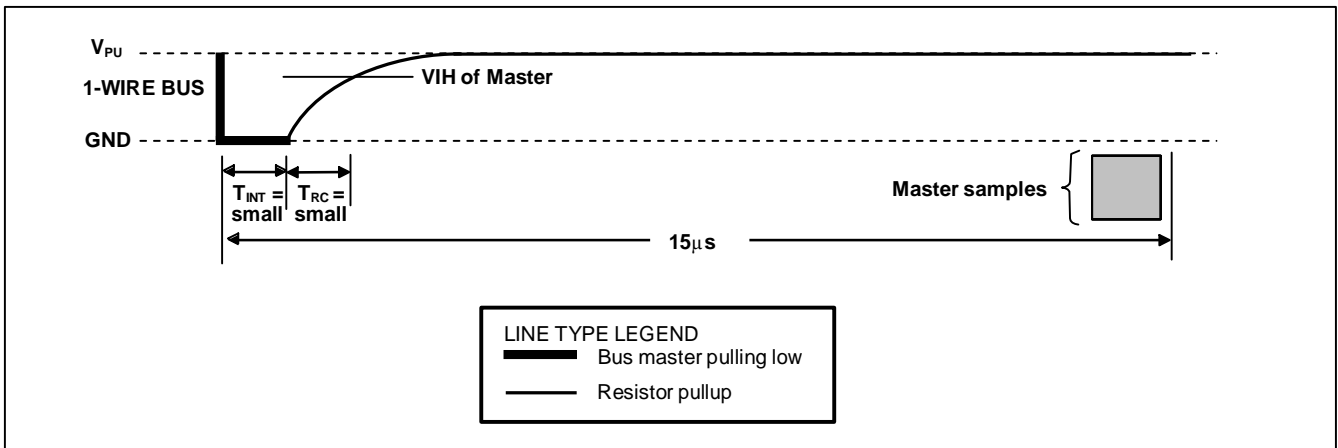 VPU
VIH of Master
1-WIRE BUS
GND
TINT = small
TRC = small
Master samples
15μs
LINE TYPE LEGEND
Bus master pulling low
Resistor pullup